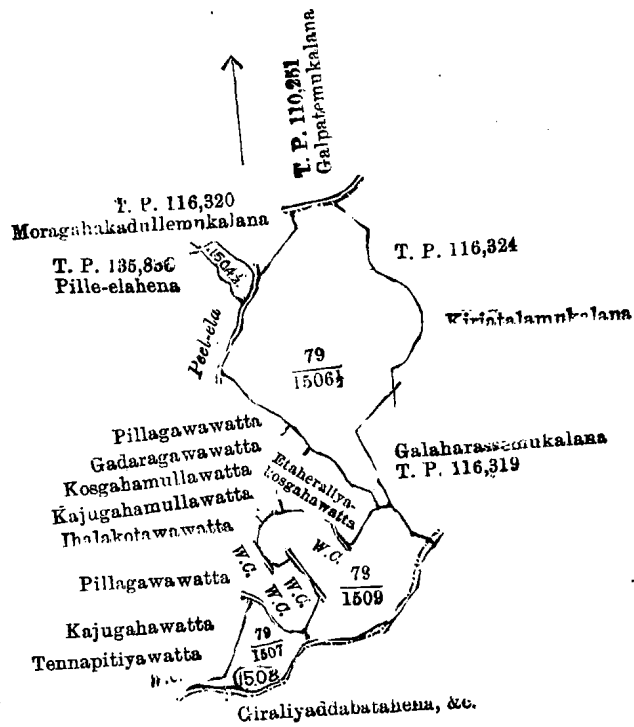 T. P. 110,251
Galpatemukalana
T. P. 116,320
Moragahakadullemukalana
T. P. 116,324
1504½
T. P. 135,856
Pille-elahena
Kiriatalamukalana
Peel-ela
79
1506½
Pillagawawatta
Gadaragawawatta
Kosgahamullawatta
Kajugahamullawatta
Ihalakotawawatta
Etaheraliya-
kosgahawatta
Galaharassemukalana
T. P. 116,319
W.C.
W.C.
W.C.
W.C.
79
1509
Pillagawawatta
Kajugahawatta
79
1507
Tennapitiyawatta
1508
W.C.
Giraliyaddabatahena, &c.